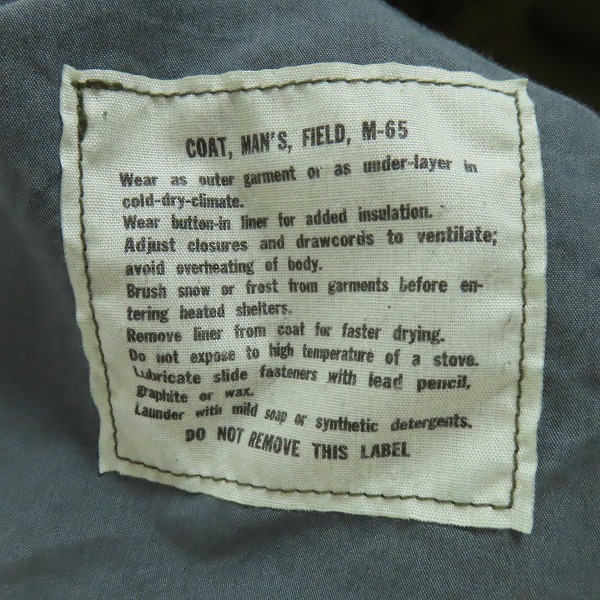 COAT, MAN'S, FIELD, M-65
Wear as outer garment or as under-layer in
cold-dry-climate.
Wear button-in liner for added insulation.
Adjust closures and drawcords to ventilate;
avoid overheating of body.
Brush snow or frost from garments before en-
tering heated shelters.
Remove liner from coat for faster drying.
Do not expose to high temperature of a stove.
Lubricate slide fasteners with lead pencil,
graphite or wax.
Launder with mild soap or synthetic detergents.
DO NOT REMOVE THIS LABEL